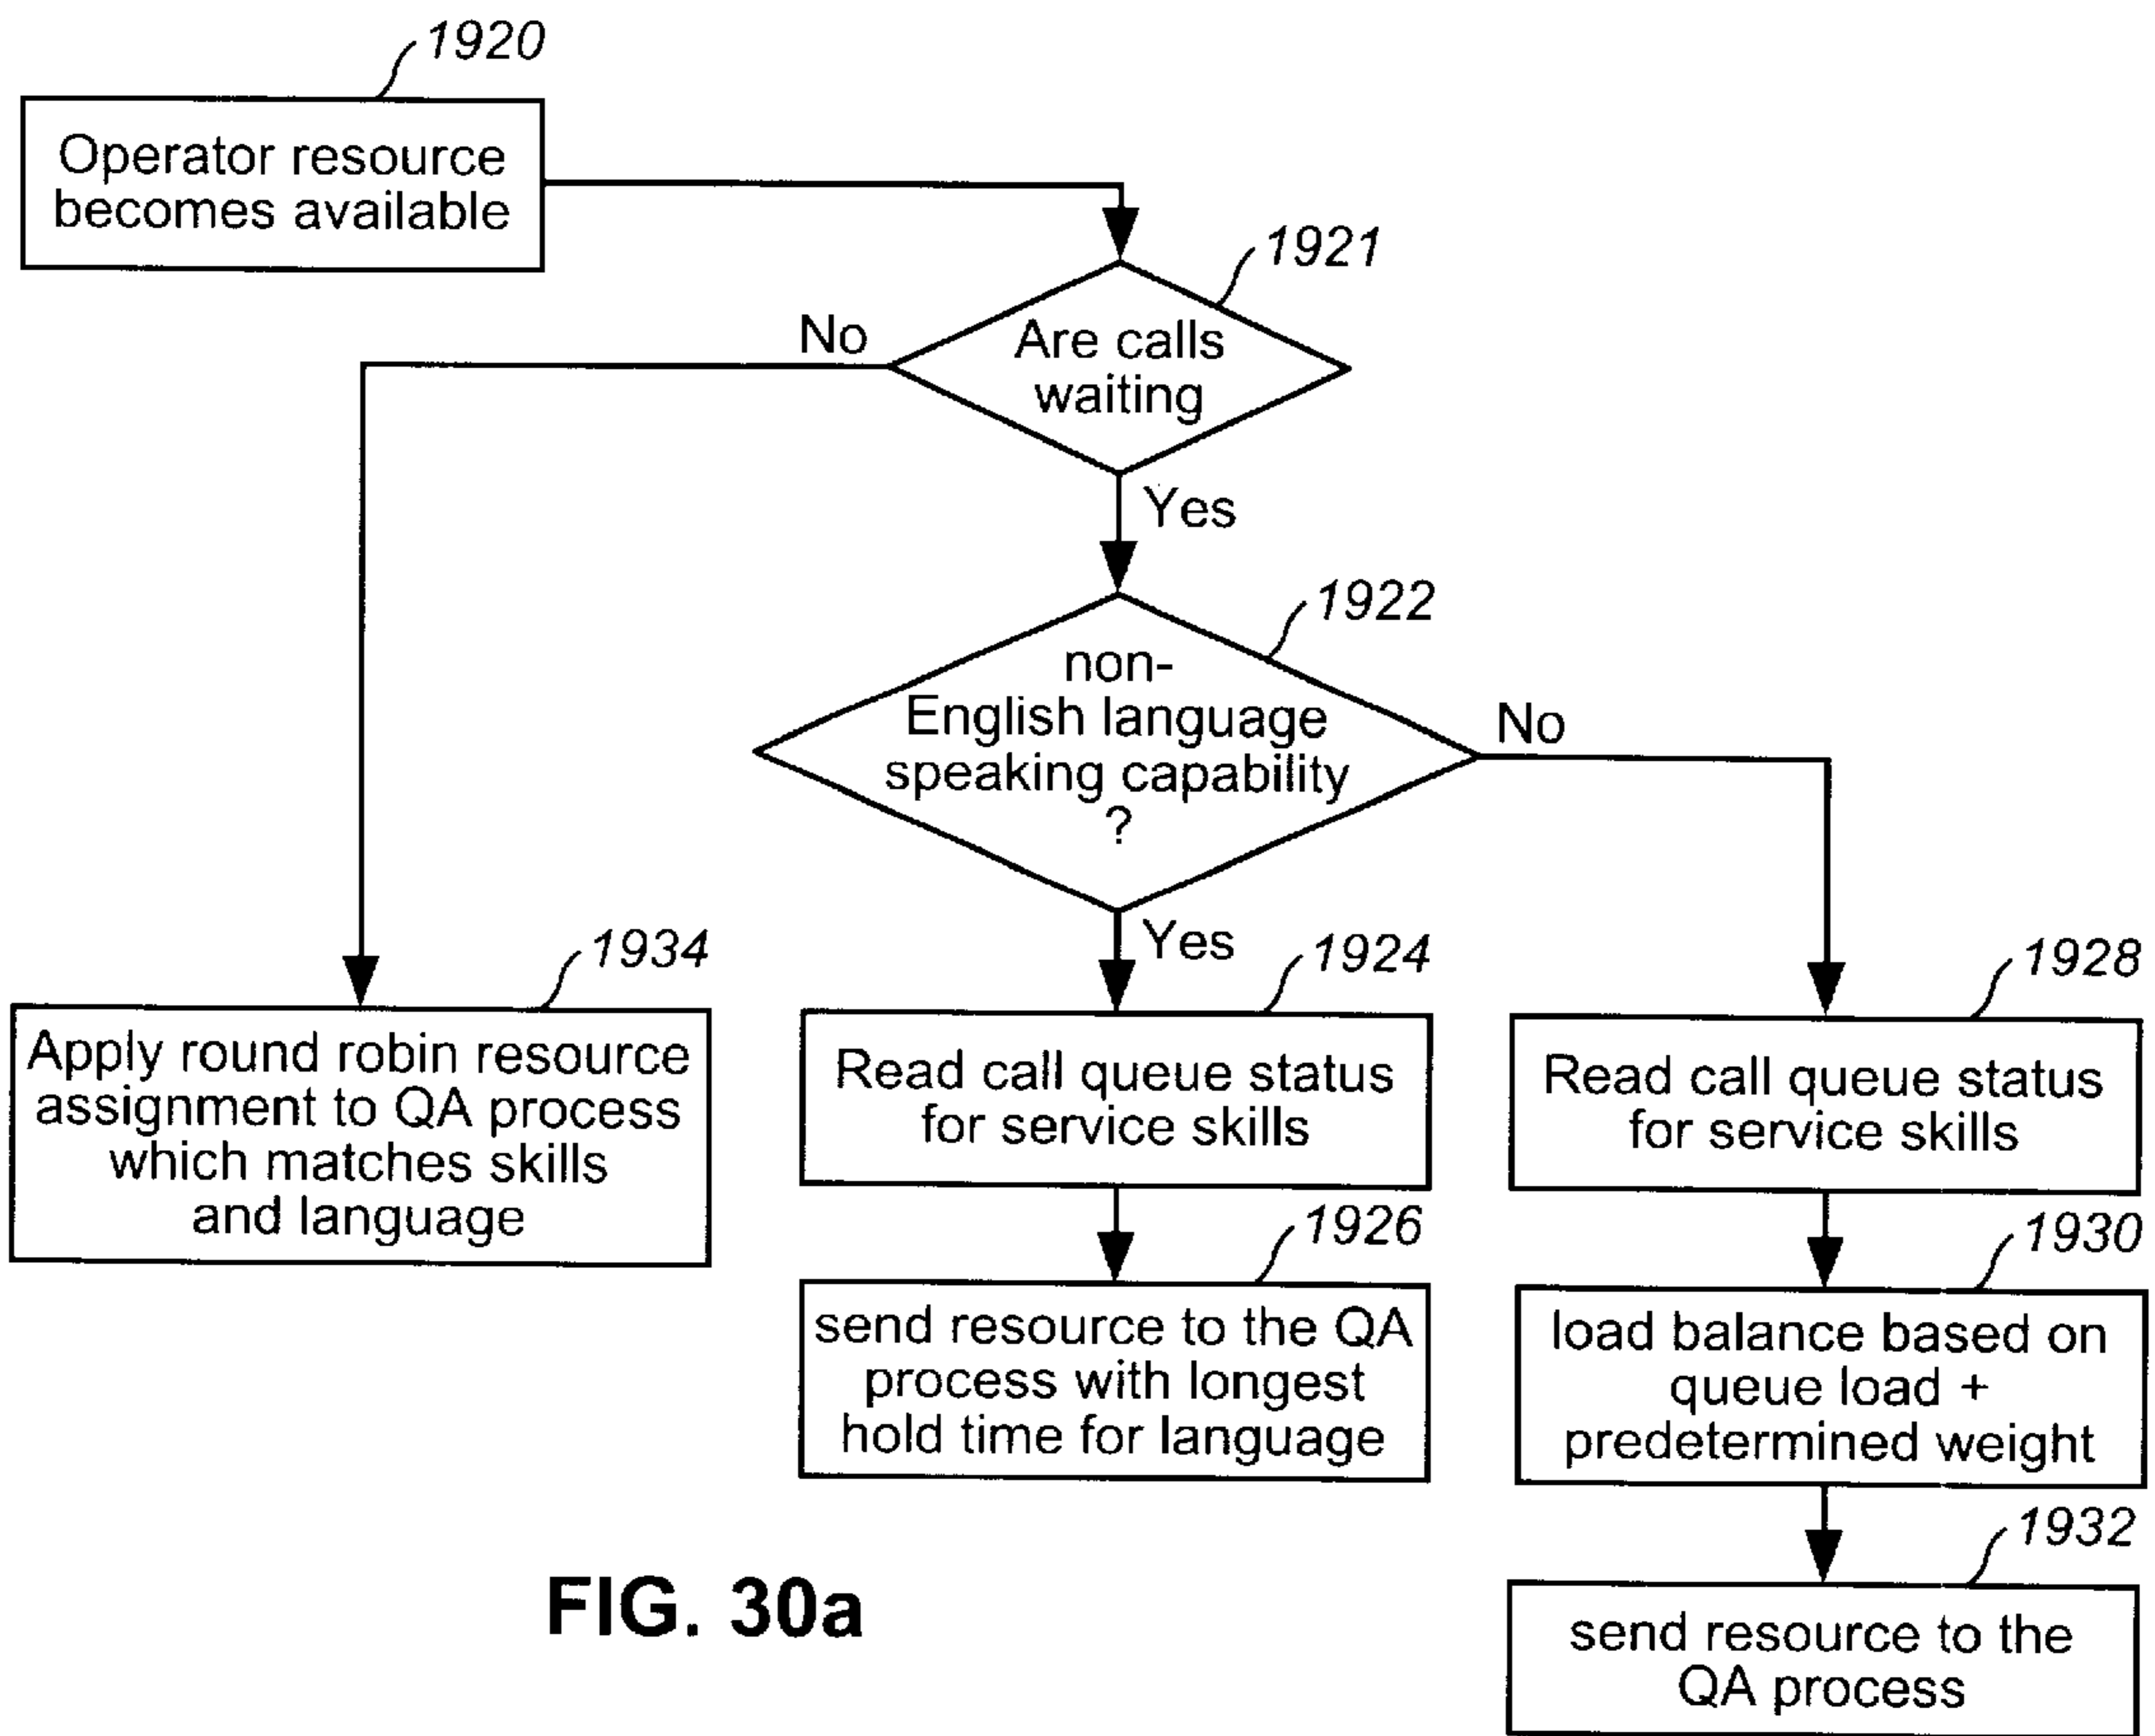 1920
Operator resource
becomes available
1921
Are calls
waiting
No
Yes
1922
non-
English language
speaking capability
?
No
Yes
1934
Apply round robin resource
assignment to QA process
which matches skills
and language
1924
Read call queue status
for service skills
1926
send resource to the QA
process with longest
hold time for language
1928
Read call queue status
for service skills
1930
load balance based on
queue load +
predetermined weight
1932
send resource to the
QA process
FIG. 30a